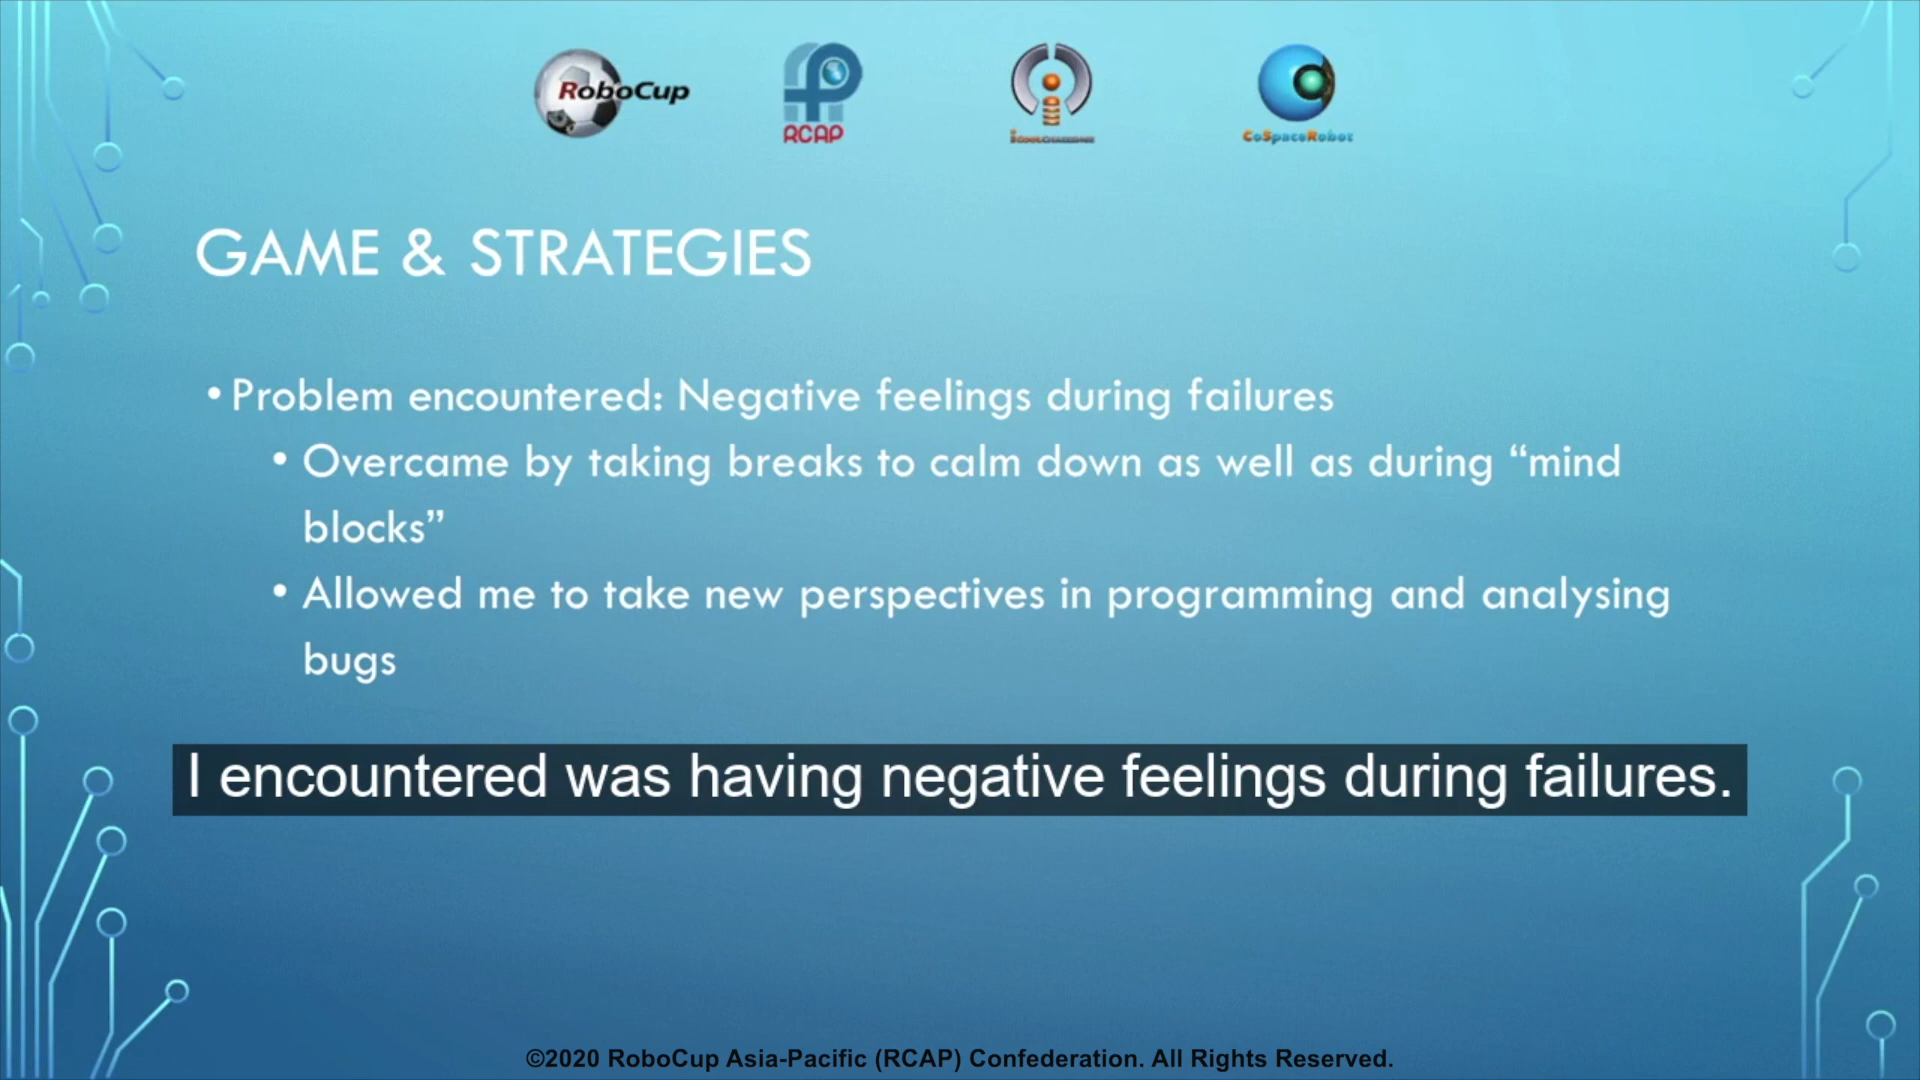 RoboCup
RCAP
CoSpaceRobot
GAME & STRATEGIES
• Problem encountered: Negative feelings during failures
• Overcame by taking breaks to calm down as well as during “mind
blocks”
• Allowed me to take new perspectives in programming and analysing
bugs
I encountered was having negative feelings during failures.
©2020 RoboCup Asia-Pacific (RCAP) Confederation. All Rights Reserved.